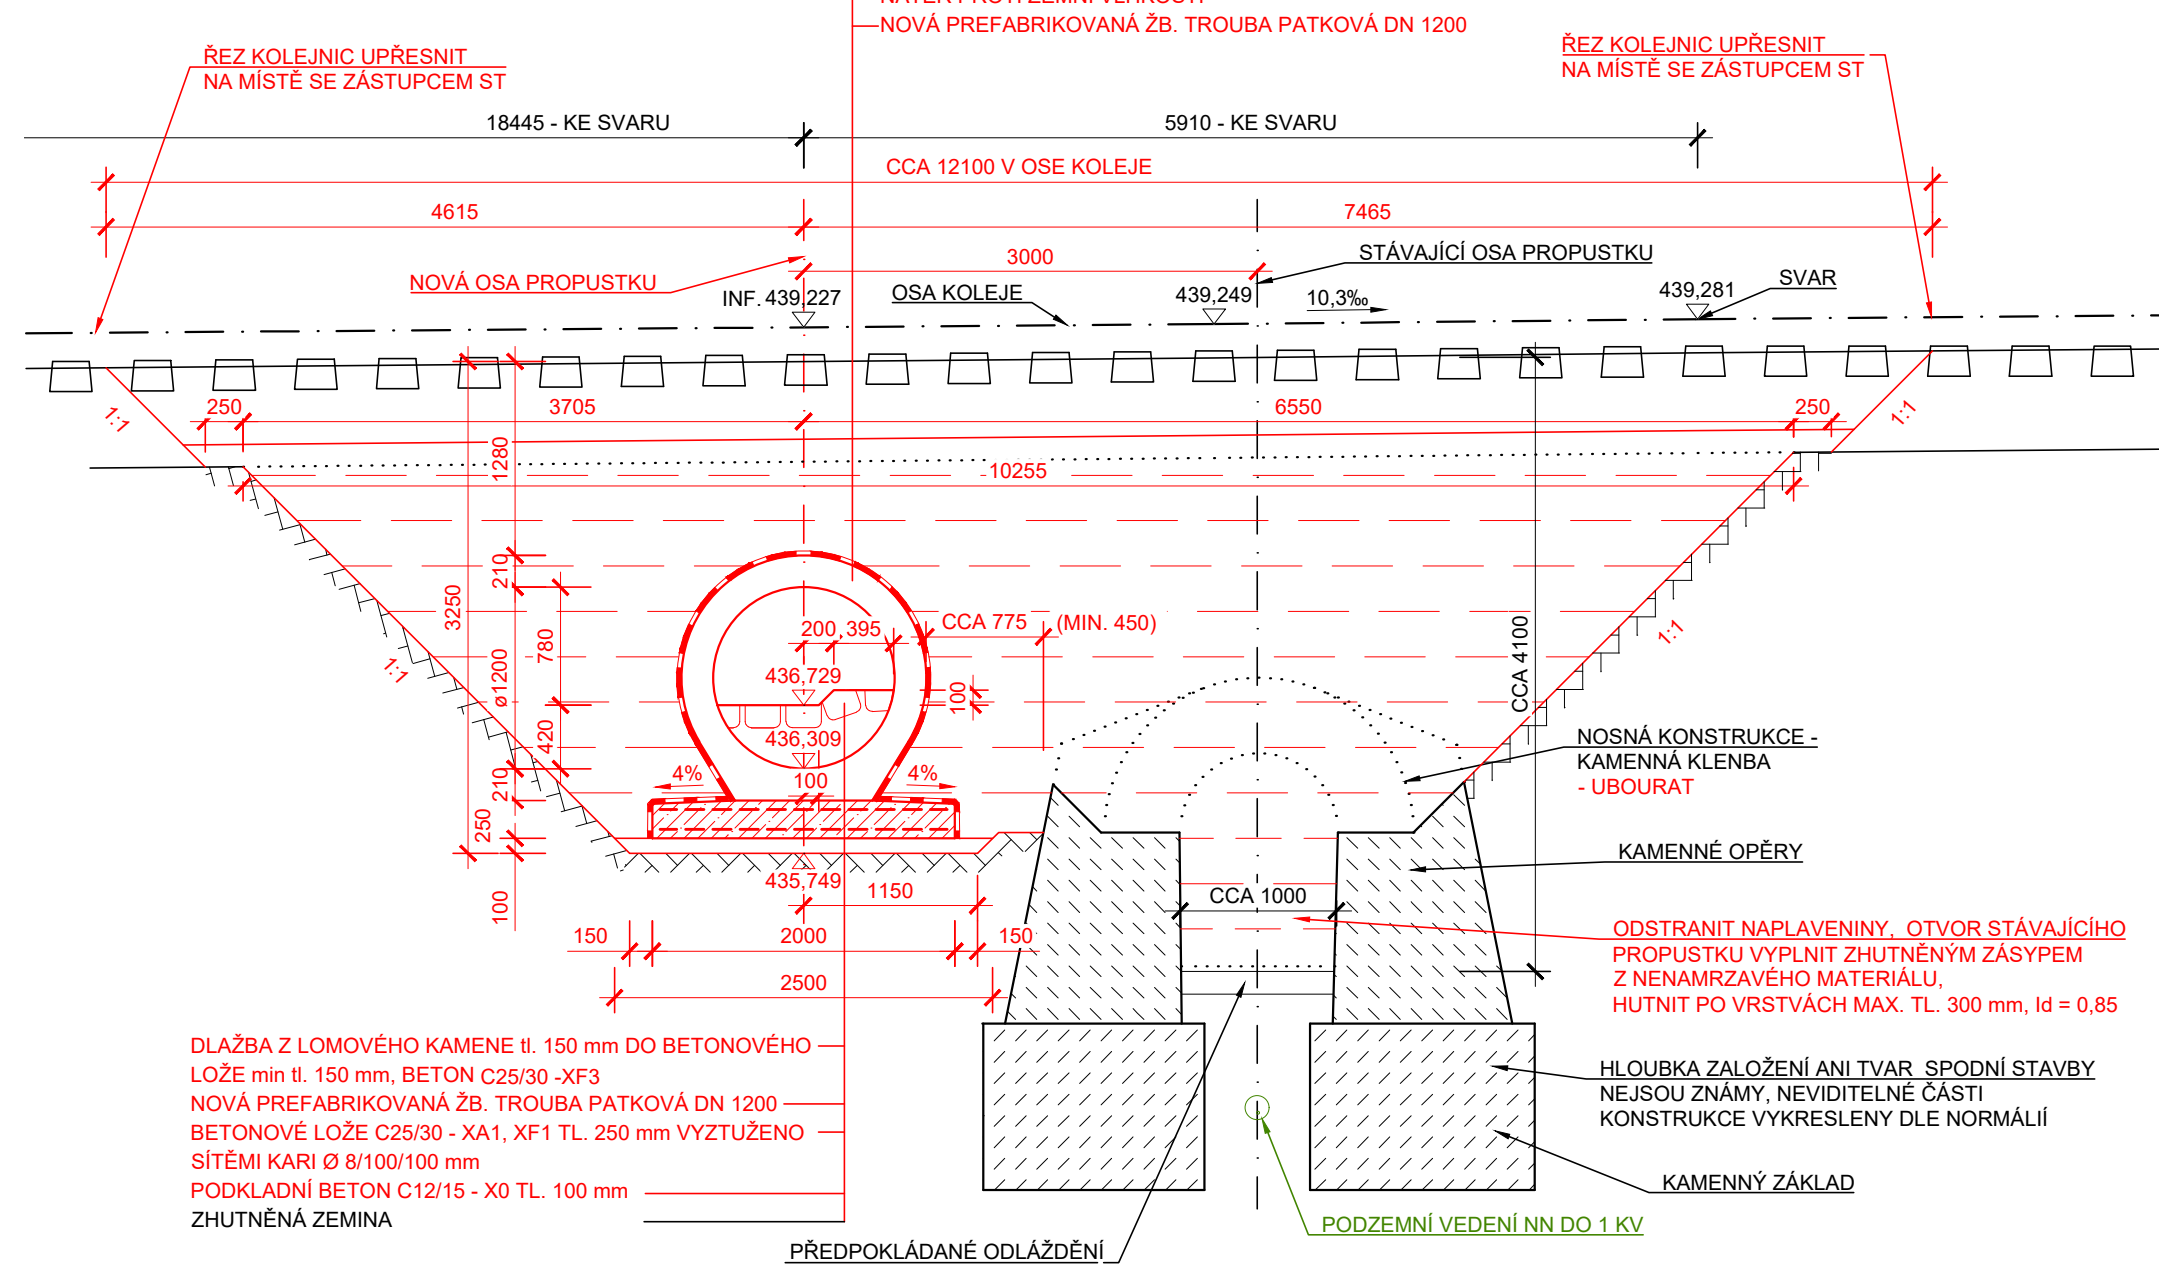 NOVÁ PREFABRIKOVANÁ ŽB. TROUBA PATKOVÁ DN 1200
ŘEZ KOLEJNIC UPŘESNIT
NA MÍSTĚ SE ZÁSTUPCEM ST
ŘEZ KOLEJNIC UPŘESNIT
NA MÍSTĚ SE ZÁSTUPCEM ST
18445 - KE SVARU
5910 - KE SVARU
CCA 12100 V OSE KOLEJE
4615
7465
3000
STÁVAJÍCÍ OSA PROPUSTKU
NOVÁ OSA PROPUSTKU
INF. 439,227
OSA KOLEJE
439,249
10,3‰
439,281
SVAR
1:1
250
3705
6550
250
1:1
1280
10255
210
3250
780
ø1200
420
210
250
100
1:1
200
395
CCA 775
(MIN. 450)
436,729
100
436,309
4%
100
4%
1:1
CCA 4100
NOSNÁ KONSTRUKCE -
KAMENNÁ KLENBA
- UBOURAT
KAMENNÉ OPĚRY
435,749
1150
CCA 1000
150
2000
150
2500
ODSTRANIT NAPLAVENINY, OTVOR STÁVAJÍCÍHO
PROPUSTKU VYPLNIT ZHUTNĚNÝM ZÁSYPEM
Z NENAMRZAVÉHO MATERIÁLU,
HUTNIT PO VRSTVÁCH MAX. TL. 300 mm, Id = 0,85
DLAŽBA Z LOMOVÉHO KAMENE tl. 150 mm DO BETONOVÉHO
LOŽE min tl. 150 mm, BETON C25/30 -XF3
NOVÁ PREFABRIKOVANÁ ŽB. TROUBA PATKOVÁ DN 1200
BETONOVÉ LOŽE C25/30 - XA1, XF1 TL. 250 mm VYZTUŽENO
SÍTĚMI KARI Ø 8/100/100 mm
PODKLADNÍ BETON C12/15 - X0 TL. 100 mm
ZHUTNĚNÁ ZEMINA
HLOUBKA ZALOŽENÍ ANI TVAR SPODNÍ STAVBY
NEJSOU ZNÁMY, NEVIDITELNÉ ČÁSTI
KONSTRUKCE VYKRESLENY DLE NORMÁLIÍ
KAMENNÝ ZÁKLAD
PODZEMNÍ VEDENÍ NN DO 1 KV
PŘEDPOKLÁDANÉ ODLÁŽDĚNÍ